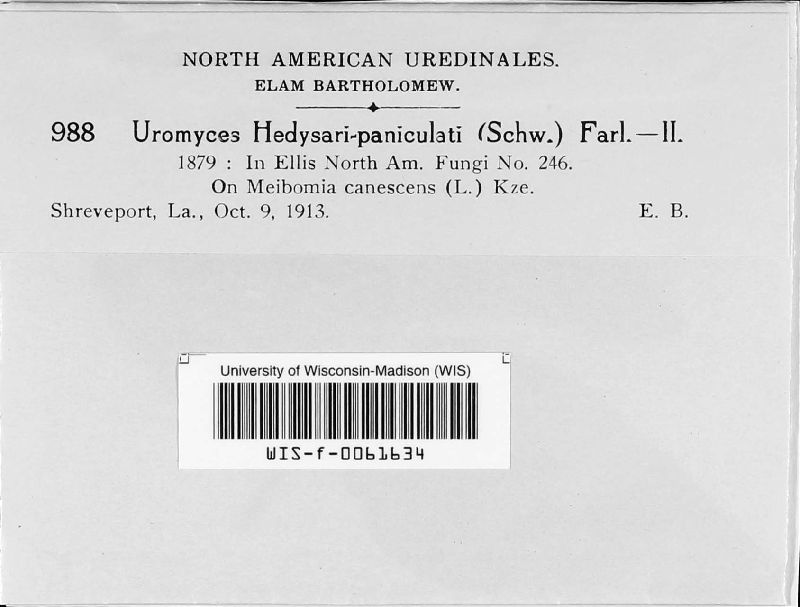 NORTH AMERICAN UREDINALES.
ELAM BARTHOLOMEW.
988 Uromyces Hedysari-paniculati (Schw.) Farl.—II.
1879 : In Ellis North Am. Fungi No. 246.
On Meibomia canescens (L.) Kze.
Shreveport, La., Oct. 9, 1913. E. B.
University of Wisconsin-Madison (WIS)
WIS-f-0061634